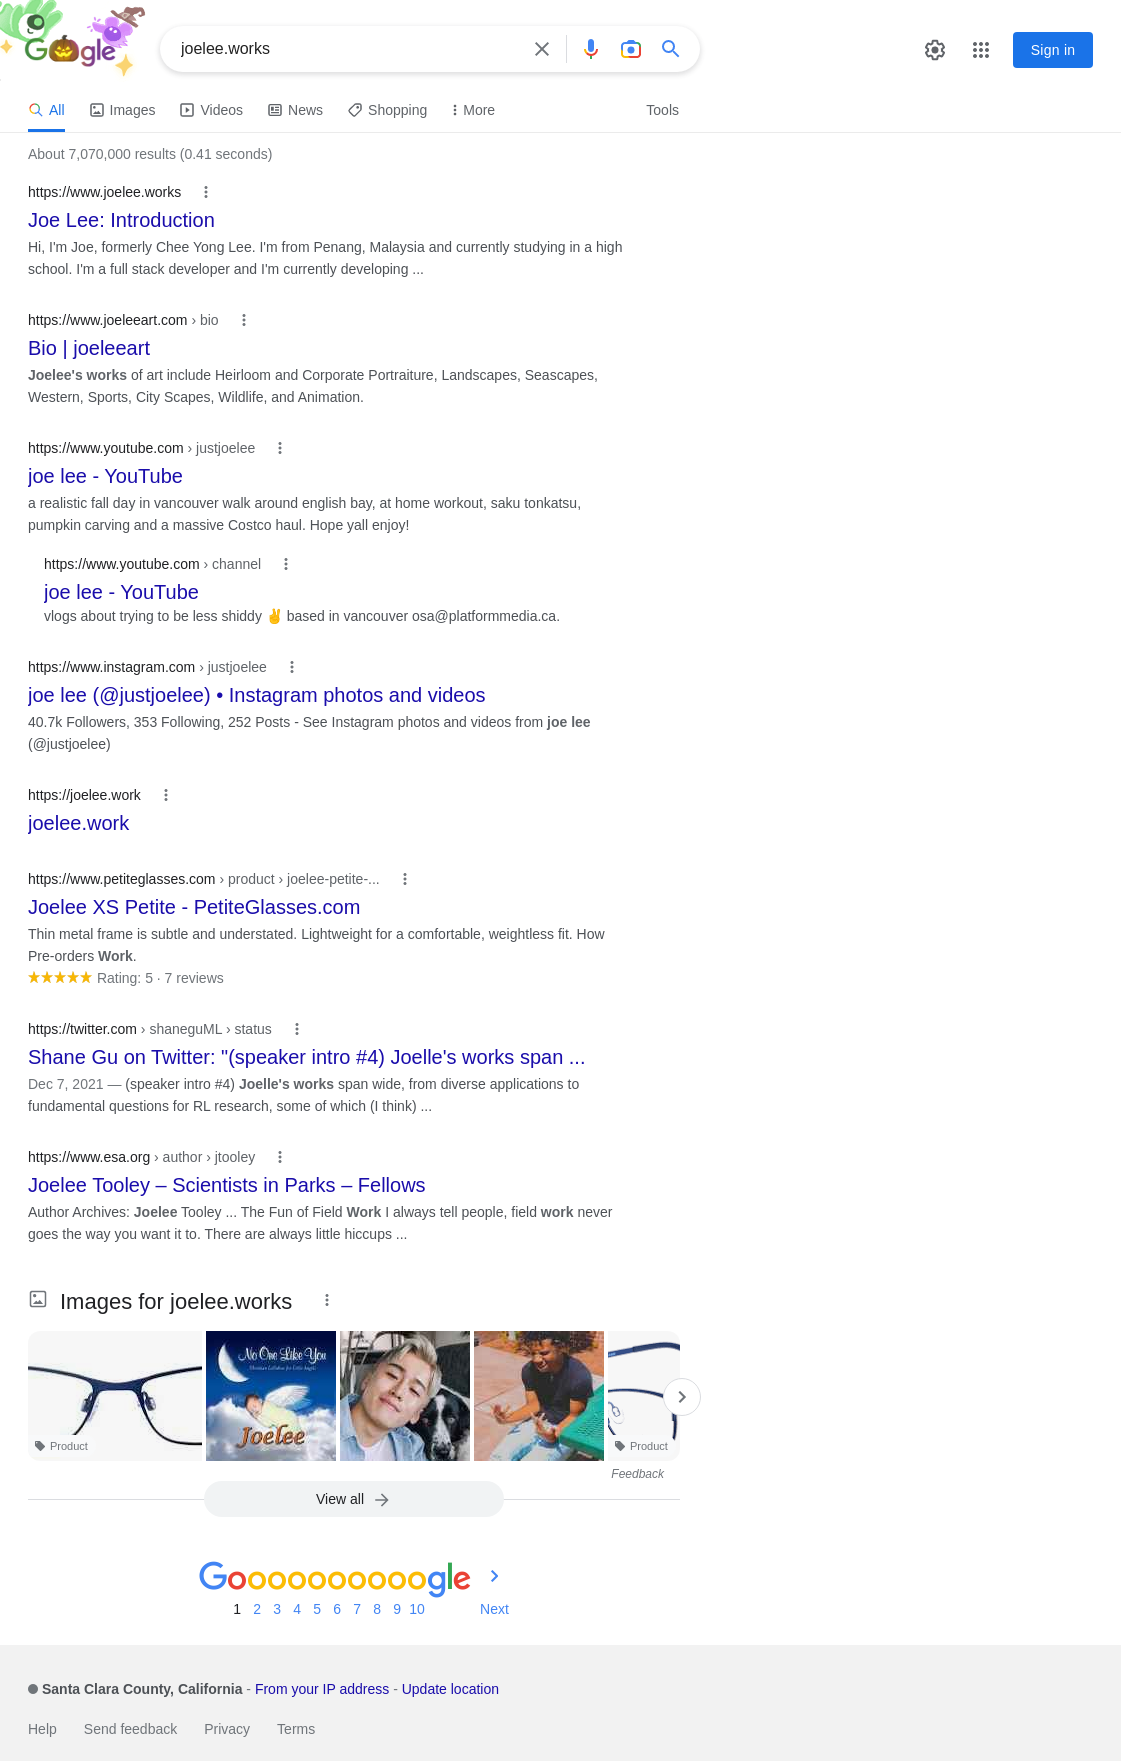 Google
joelee.works
Sign in
All Images Videos News Shopping More Tools
About 7,070,000 results (0.41 seconds)
https://www.joelee.works
Joe Lee: Introduction
Hi, I'm Joe, formerly Chee Yong Lee. I'm from Penang, Malaysia and currently studying in a high
school. I'm a full stack developer and I'm currently developing ...
https://www.joeleeart.com › bio
Bio | joeleeart
Joelee's works of art include Heirloom and Corporate Portraiture, Landscapes, Seascapes,
Western, Sports, City Scapes, Wildlife, and Animation.
https://www.youtube.com › justjoelee
joe lee - YouTube
a realistic fall day in vancouver walk around english bay, at home workout, saku tonkatsu,
pumpkin carving and a massive Costco haul. Hope yall enjoy!
https://www.youtube.com › channel
joe lee - YouTube
vlogs about trying to be less shiddy ✌️ based in vancouver osa@platformmedia.ca.
https://www.instagram.com › justjoelee
joe lee (@justjoelee) • Instagram photos and videos
40.7k Followers, 353 Following, 252 Posts - See Instagram photos and videos from joe lee
(@justjoelee)
https://joelee.work
joelee.work
https://www.petiteglasses.com › product › joelee-petite-...
Joelee XS Petite - PetiteGlasses.com
Thin metal frame is subtle and understated. Lightweight for a comfortable, weightless fit. How
Pre-orders Work.
Rating: 5 · 7 reviews
https://twitter.com › shaneguML › status
Shane Gu on Twitter: "(speaker intro #4) Joelle's works span ...
Dec 7, 2021 — (speaker intro #4) Joelle's works span wide, from diverse applications to
fundamental questions for RL research, some of which (I think) ...
https://www.esa.org › author › jtooley
Joelee Tooley – Scientists in Parks – Fellows
Author Archives: Joelee Tooley ... The Fun of Field Work I always tell people, field work never
goes the way you want it to. There are always little hiccups ...
Images for joelee.works
No One Like You
Christian Lullabies for Little Angels
Joelee
Product
Product
Feedback
View all
Goooooooooogle
1 2 3 4 5 6 7 8 9 10 Next
Santa Clara County, California - From your IP address - Update location
Help Send feedback Privacy Terms